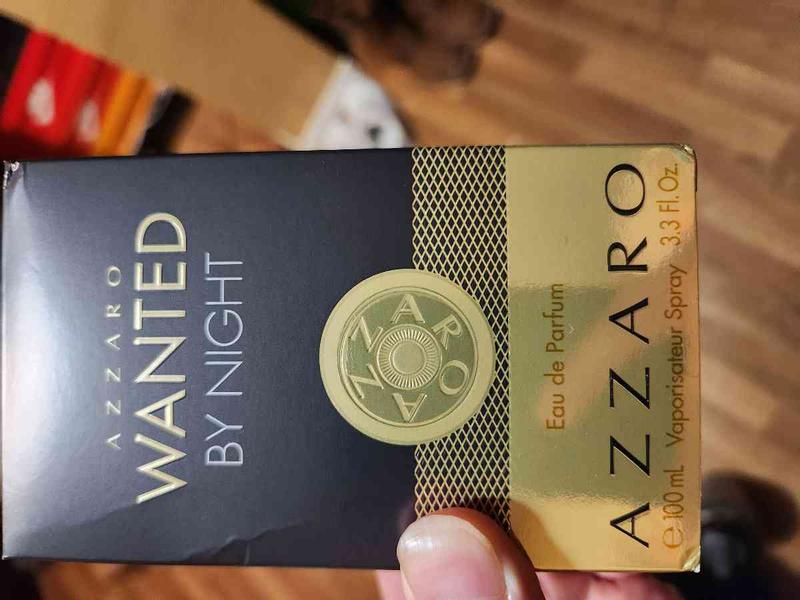 AZZARO
WANTED
BY NIGHT
AZZARO
Eau de Parfum
AZZARO
e 100 mL Vaporisateur Spray 3.3 Fl. Oz.